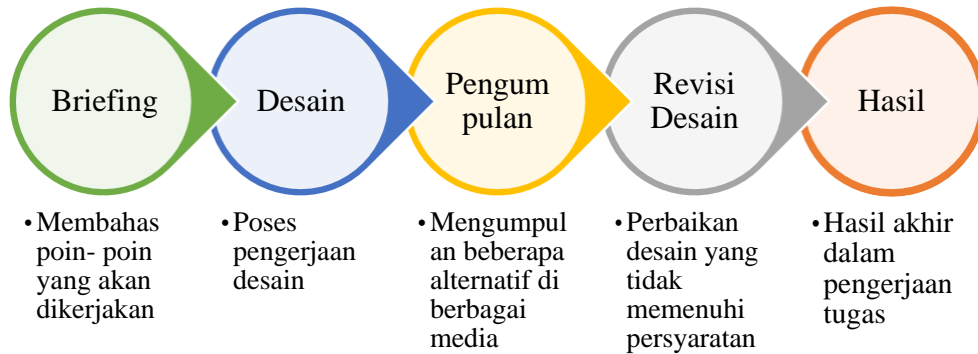 Briefing
Desain
Pengum
pulan
Revisi
Desain
Hasil
•Membahas
poin- poin
yang akan
dikerjakan
•Poses
pengerjaan
desain
•Mengumpul
an beberapa
alternatif di
berbagai
media
•Perbaikan
desain yang
tidak
memenuhi
persyaratan
•Hasil akhir
dalam
pengerjaan
tugas